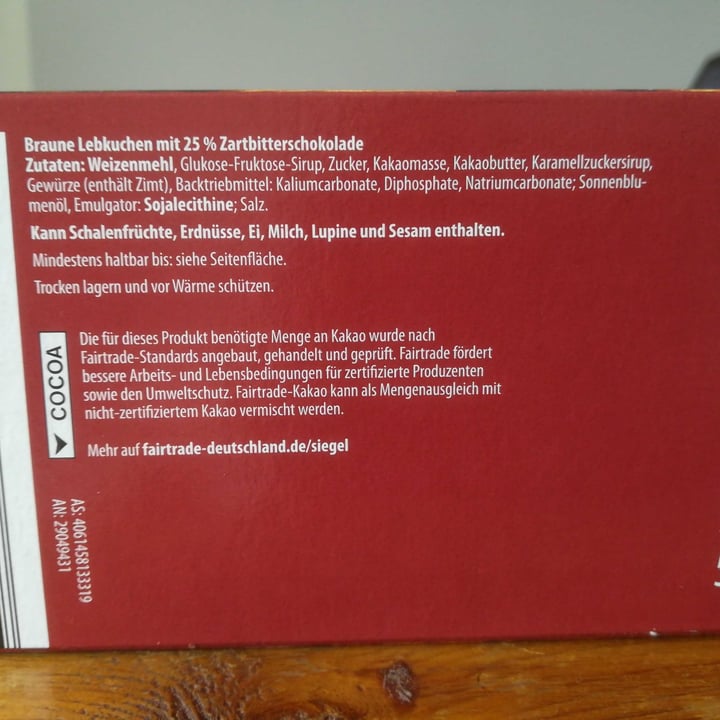 Braune Lebkuchen mit 25 % Zartbitterschokolade
Zutaten: Weizenmehl, Glukose-Fruktose-Sirup, Zucker, Kakaomasse, Kakaobutter, Karamellzuckersirup,
Gewürze (enthält Zimt), Backtriebmittel: Kaliumcarbonate, Diphosphate, Natriumcarbonate; Sonnenblu-
menöl, Emulgator: Sojalecithine; Salz.
Kann Schalenfrüchte, Erdnüsse, Ei, Milch, Lupine und Sesam enthalten.
Mindestens haltbar bis: siehe Seitenfläche.
Trocken lagern und vor Wärme schützen.
COCOA
Die für dieses Produkt benötigte Menge an Kakao wurde nach
Fairtrade-Standards angebaut, gehandelt und geprüft. Fairtrade fördert
bessere Arbeits- und Lebensbedingungen für zertifizierte Produzenten
sowie den Umweltschutz. Fairtrade-Kakao kann als Mengenausgleich mit
nicht-zertifiziertem Kakao vermischt werden.
Mehr auf fairtrade-deutschland.de/siegel
AS: 4061458133319
AN: 29049431